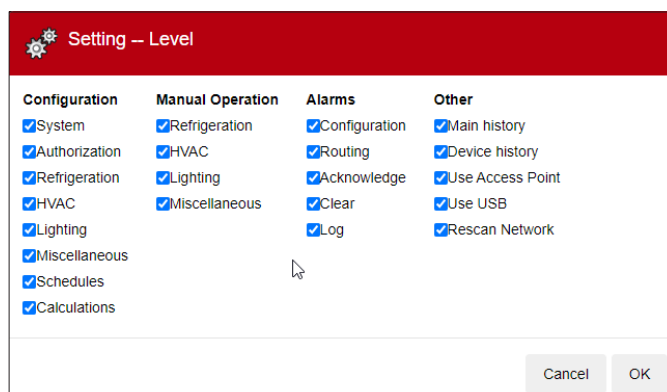 Setting -- Level
Configuration Manual Operation Alarms Other
System Refrigeration Configuration Main history
Authorization HVAC Routing Device history
Refrigeration Lighting Acknowledge Use Access Point
HVAC Miscellaneous Clear Use USB
Lighting Log Rescan Network
Miscellaneous
Schedules
Calculations
Cancel OK